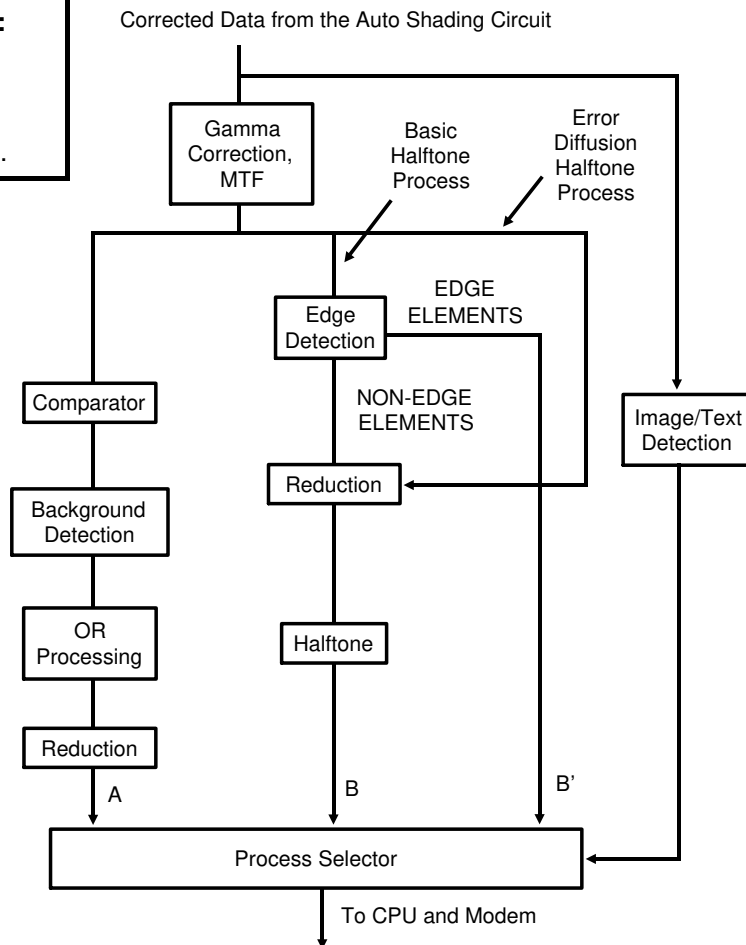 :
.
Corrected Data from the Auto Shading Circuit
Gamma
Correction,
MTF
Basic
Halftone
Process
Error
Diffusion
Halftone
Process
Edge
Detection
EDGE
ELEMENTS
Comparator
NON-EDGE
ELEMENTS
Image/Text
Detection
Reduction
Background
Detection
OR
Processing
Halftone
Reduction
A
B
B’
Process Selector
To CPU and Modem